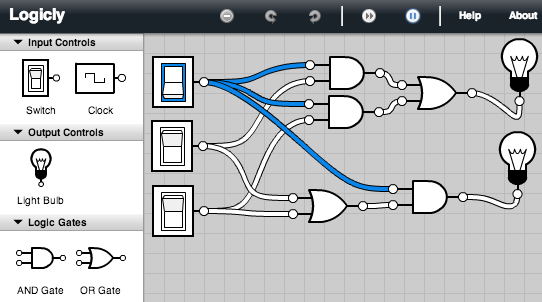 Logicly
Help
About
Input Controls
Switch
Clock
Output Controls
Light Bulb
Logic Gates
AND Gate
OR Gate